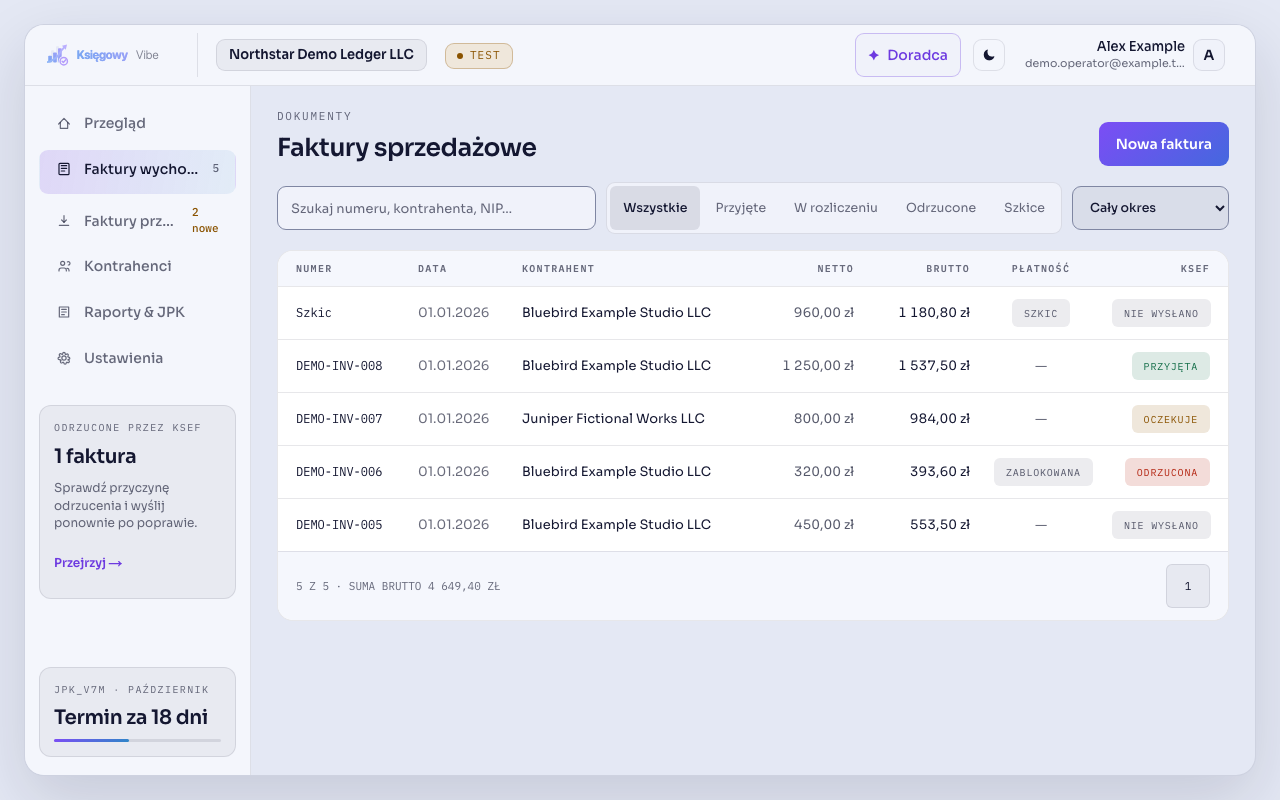 Księgowy Vibe
Northstar Demo Ledger LLC
TEST
Doradca
Alex Example
demo.operator@example.t...
A
Przegląd
Faktury wycho... 5
Faktury prz... 2 nowe
Kontrahenci
Raporty & JPK
Ustawienia
ODRZUCONE PRZEZ KSEF
1 faktura
Sprawdź przyczynę
odrzucenia i wyślij
ponownie po poprawie.
Przejrzyj →
JPK_V7M · PAŹDZIERNIK
Termin za 18 dni
DOKUMENTY
Faktury sprzedażowe
Nowa faktura
Szukaj numeru, kontrahenta, NIP...
Wszystkie Przyjęte W rozliczeniu Odrzucone Szkice
Cały okres
NUMER DATA KONTRAHENT NETTO BRUTTO PŁATNOŚĆ KSEF
Szkic 01.01.2026 Bluebird Example Studio LLC 960,00 zł 1 180,80 zł SZKIC NIE WYSŁANO
DEMO-INV-008 01.01.2026 Bluebird Example Studio LLC 1 250,00 zł 1 537,50 zł — PRZYJĘTA
DEMO-INV-007 01.01.2026 Juniper Fictional Works LLC 800,00 zł 984,00 zł — OCZEKUJE
DEMO-INV-006 01.01.2026 Bluebird Example Studio LLC 320,00 zł 393,60 zł ZABLOKOWANA ODRZUCONA
DEMO-INV-005 01.01.2026 Bluebird Example Studio LLC 450,00 zł 553,50 zł — NIE WYSŁANO
5 Z 5 · SUMA BRUTTO 4 649,40 ZŁ
1